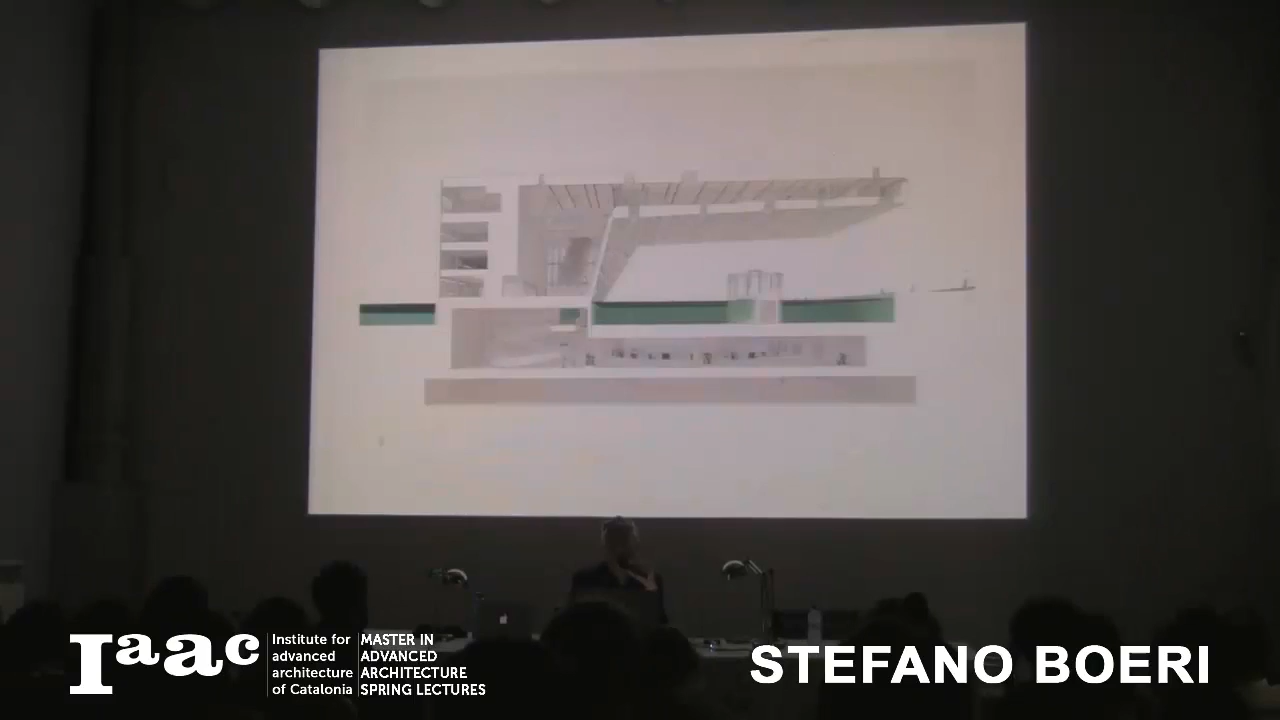 Iaac
Institute for
advanced
architecture
of Catalonia
MASTER IN
ADVANCED
ARCHITECTURE
SPRING LECTURES
STEFANO BOERI